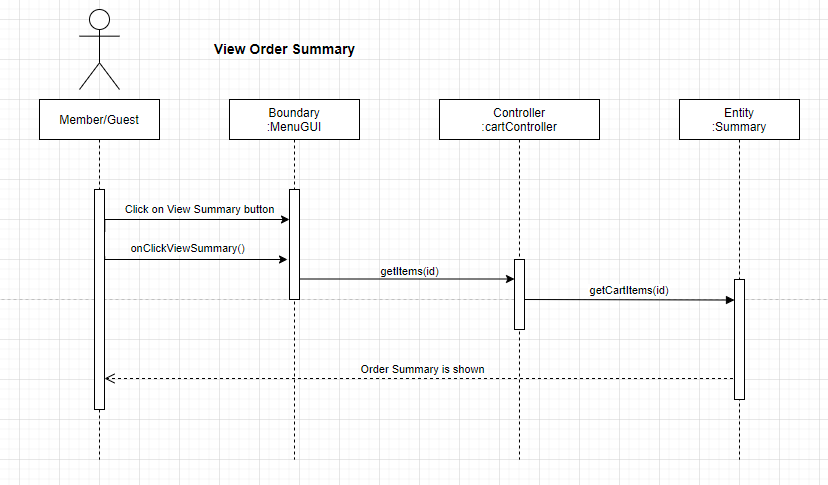 View Order Summary
Member/Guest
Boundary
:MenuGUI
Controller
:cartController
Entity
:Summary
Click on View Summary button
onClickViewSummary()
getItems(id)
getCartItems(id)
Order Summary is shown